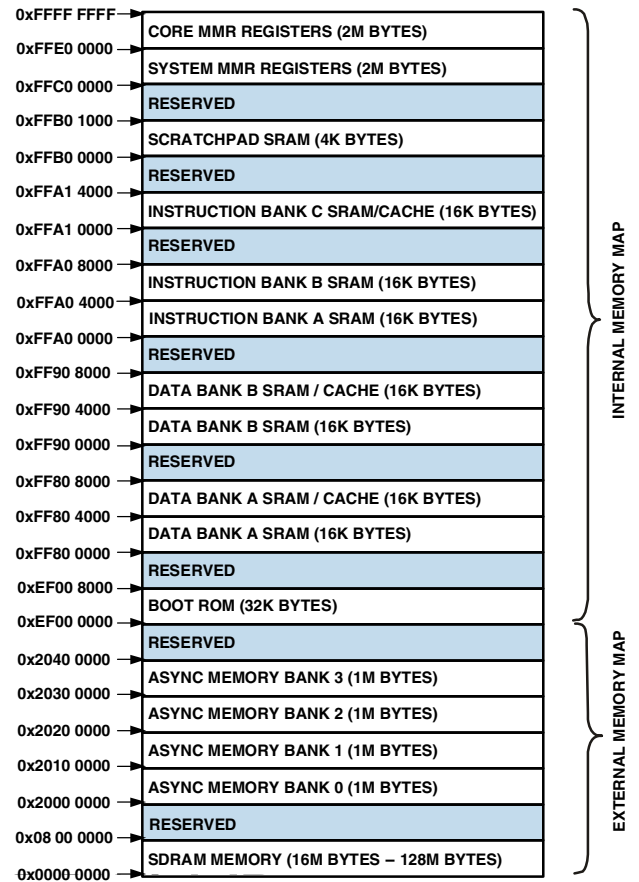 0xFFFF FFFF
CORE MMR REGISTERS (2M BYTES)
0xFFE0 0000
SYSTEM MMR REGISTERS (2M BYTES)
0xFFC0 0000
RESERVED
0xFFB0 1000
SCRATCHPAD SRAM (4K BYTES)
0xFFB0 0000
RESERVED
0xFFA1 4000
INSTRUCTION BANK C SRAM/CACHE (16K BYTES)
0xFFA1 0000
RESERVED
0xFFA0 8000
INSTRUCTION BANK B SRAM (16K BYTES)
0xFFA0 4000
INSTRUCTION BANK A SRAM (16K BYTES)
0xFFA0 0000
RESERVED
0xFF90 8000
DATA BANK B SRAM / CACHE (16K BYTES)
0xFF90 4000
DATA BANK B SRAM (16K BYTES)
0xFF90 0000
RESERVED
0xFF80 8000
DATA BANK A SRAM / CACHE (16K BYTES)
0xFF80 4000
DATA BANK A SRAM (16K BYTES)
0xFF80 0000
RESERVED
0xEF00 8000
BOOT ROM (32K BYTES)
0xEF00 0000
RESERVED
0x2040 0000
ASYNC MEMORY BANK 3 (1M BYTES)
0x2030 0000
ASYNC MEMORY BANK 2 (1M BYTES)
0x2020 0000
ASYNC MEMORY BANK 1 (1M BYTES)
0x2010 0000
ASYNC MEMORY BANK 0 (1M BYTES)
0x2000 0000
RESERVED
0x08 00 0000
SDRAM MEMORY (16M BYTES – 128M BYTES)
0x0000 0000
INTERNAL MEMORY MAP
EXTERNAL MEMORY MAP